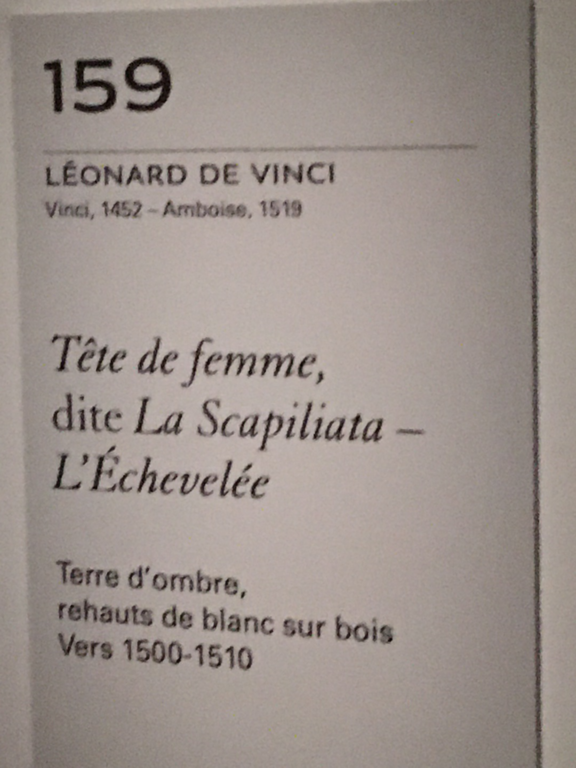 159
LÉONARD DE VINCI
Vinci, 1452 – Amboise, 1519
Tête de femme,
dite La Scapiliata –
L'Échevelée
Terre d'ombre,
rehauts de blanc sur bois
Vers 1500-1510